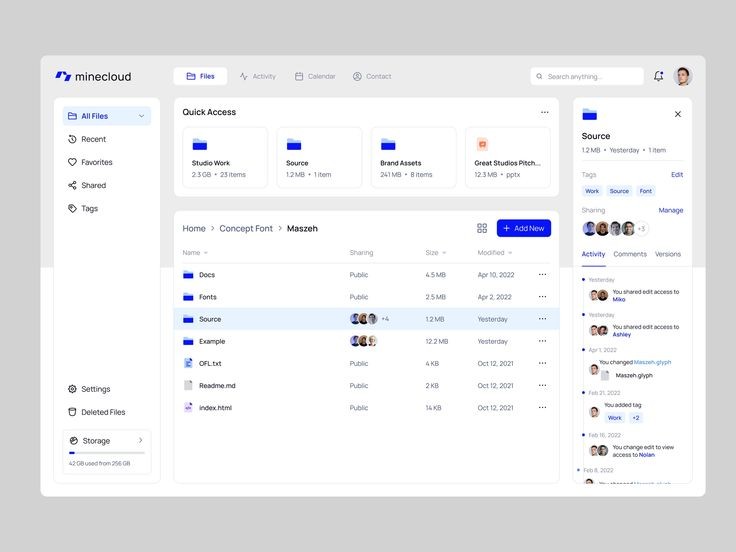 minecloud
Files
Activity
Calendar
Contact
Search anything...
All Files
Recent
Favorites
Shared
Tags
Settings
Deleted Files
Storage
42 GB used from 256 GB
Quick Access
Studio Work
2.3 GB • 23 items
Source
1.2 MB • 1 item
Brand Assets
241 MB • 8 items
Great Studios Pitch...
12.3 MB • pptx
Home > Concept Font > Maszeh
+ Add New
Name Sharing Size Modified
Docs Public 4.5 MB Apr 10, 2022
Fonts Public 2.5 MB Apr 2, 2022
Source +4 1.2 MB Yesterday
Example 12.2 MB Yesterday
OFL.txt Public 4 KB Oct 12, 2021
Readme.md Public 2 KB Oct 12, 2021
index.html Public 14 KB Oct 12, 2021
Source
1.2 MB • Yesterday • 1 item
Tags Edit
Work Source Font
Sharing Manage
+3
Activity Comments Versions
Yesterday
You shared edit access to
Miko
Yesterday
You shared edit access to
Ashley
Apr 1, 2022
You changed Maszeh.glyph
Maszeh.glyph
Feb 21, 2022
You added tag
Work +2
Feb 16, 2022
You change edit to view
access to Nolan
Feb 8, 2022